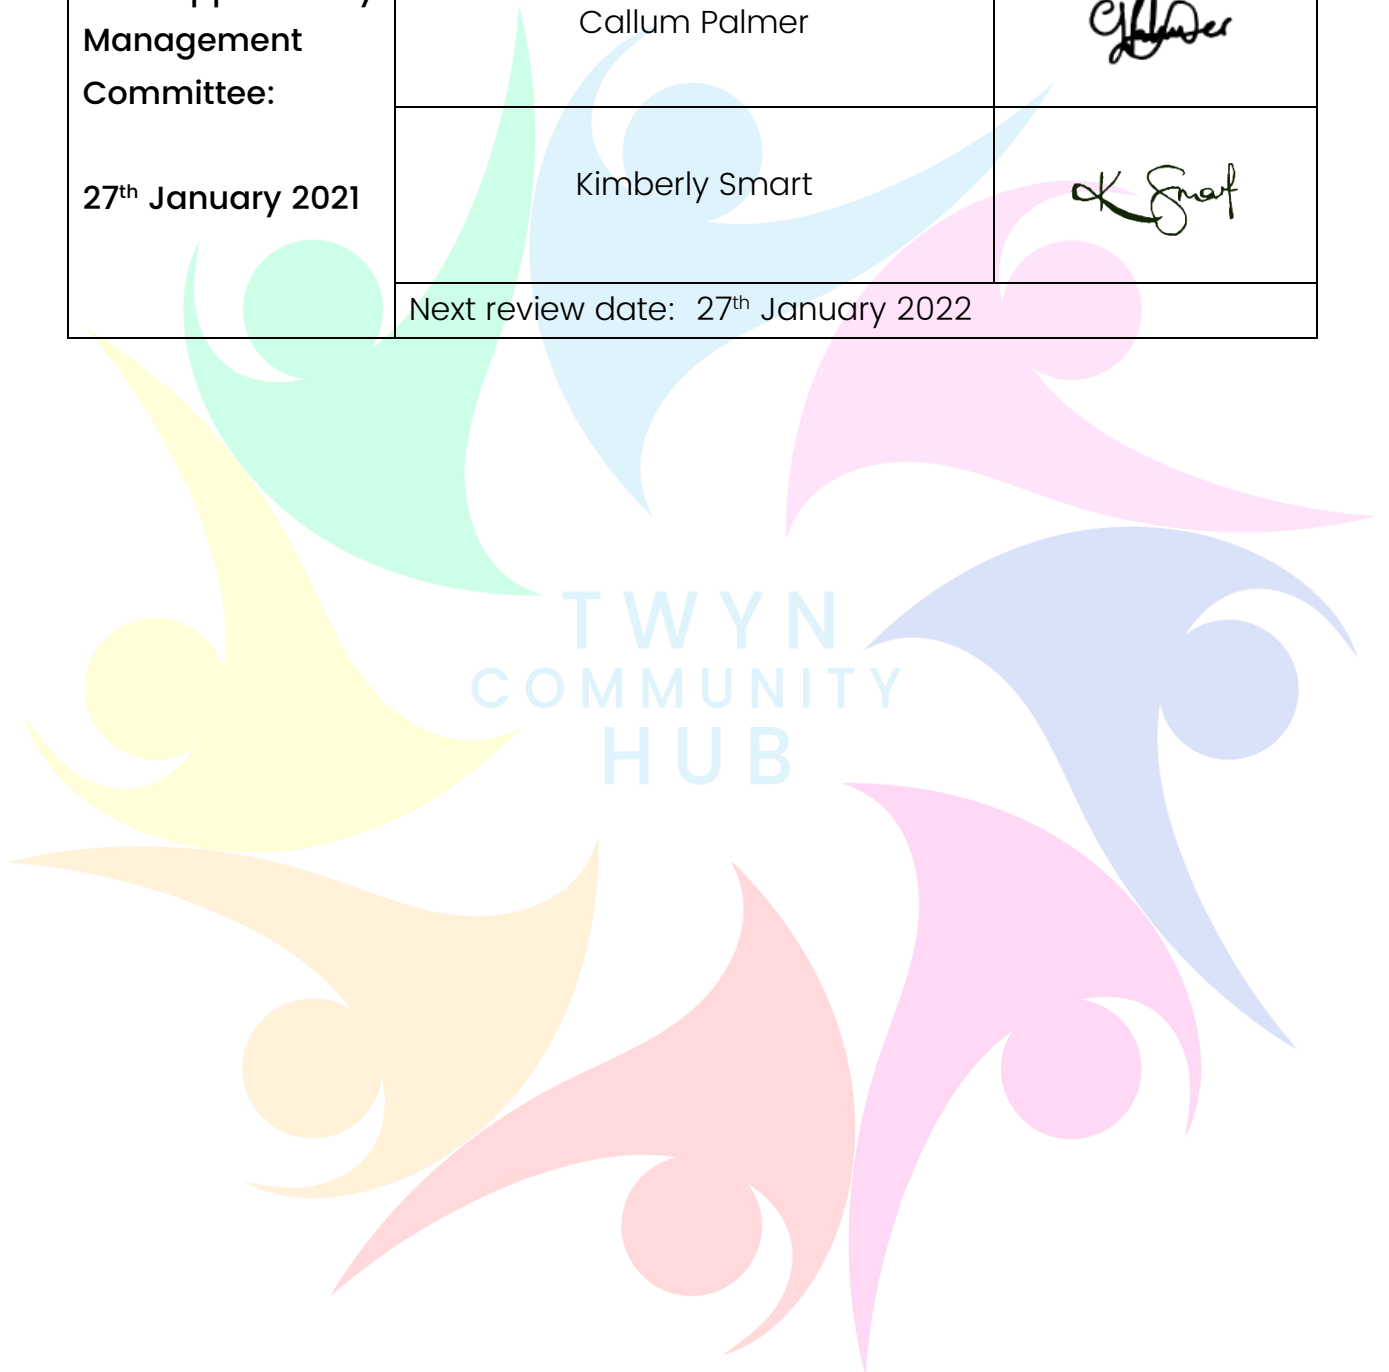 Management
Committee:
27th January 2021
Callum Palmer
Kimberly Smart
K Smart
Next review date: 27th January 2022
TWYN
COMMUNITY
HUB